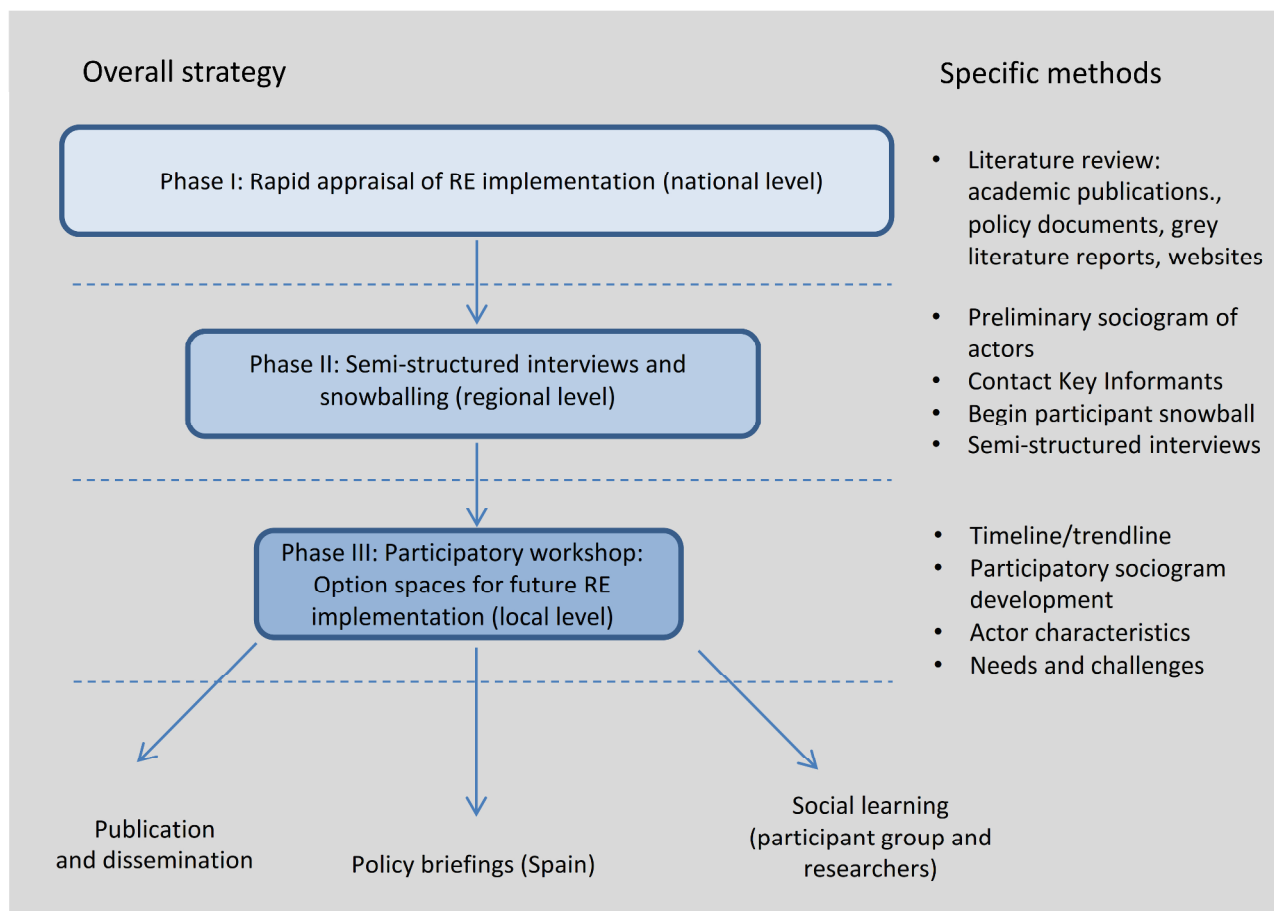 Overall strategy
Specific methods
Phase I: Rapid appraisal of RE implementation (national level)
• Literature review:
academic publications.,
policy documents, grey
literature reports, websites
Phase II: Semi-structured interviews and
snowballing (regional level)
• Preliminary sociogram of
actors
• Contact Key Informants
• Begin participant snowball
• Semi-structured interviews
Phase III: Participatory workshop:
Option spaces for future RE
implementation (local level)
• Timeline/trendline
• Participatory sociogram
development
• Actor characteristics
• Needs and challenges
Publication
and dissemination
Policy briefings (Spain)
Social learning
(participant group and
researchers)